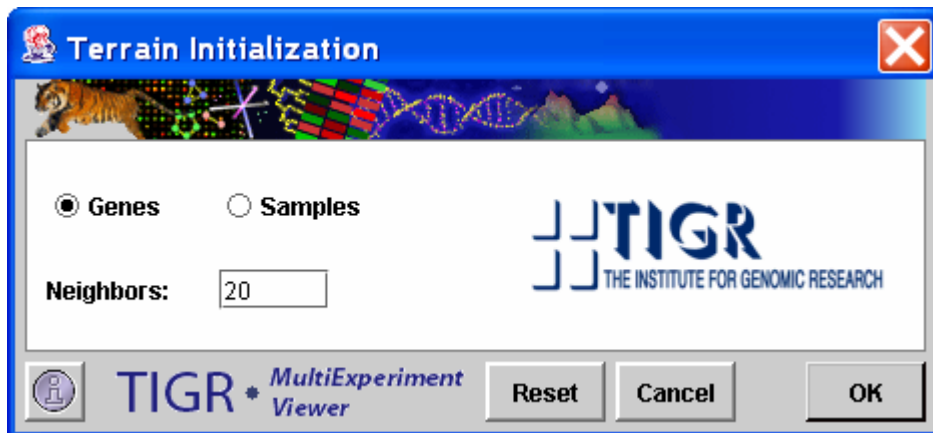 Terrain Initialization
Genes Samples
TIGR
THE INSTITUTE FOR GENOMIC RESEARCH
Neighbors: 20
TIGR • MultiExperiment
Viewer
Reset Cancel OK